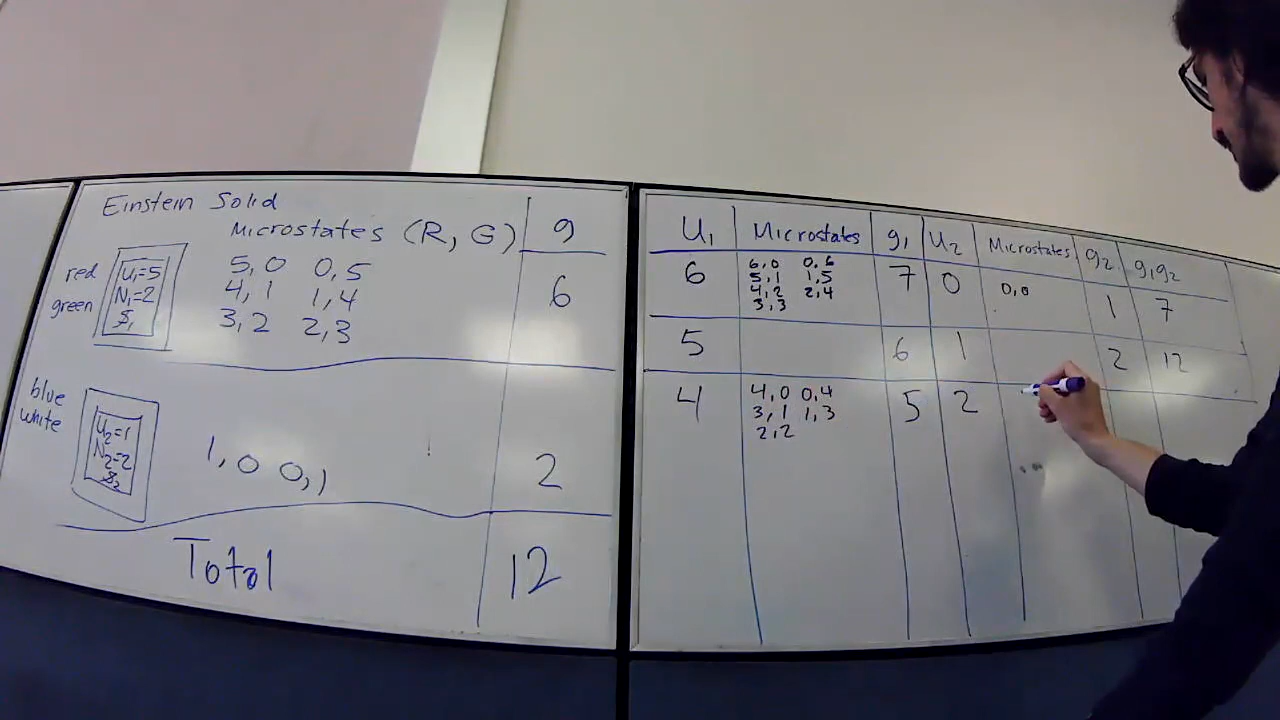 Einstein Solid
Microstates (R, G) g
red
green
U₁=5
N₁=2
5, 0 0, 5
4, 1 1, 4
3, 2 2, 3
6
blue
white
U₂=1
N₂=2
1, 0 0, 1
2
Total 12
U₁ Microstates g₁ U₂ Microstates g₂ g₁g₂
6 7 0 0,0 1 7
6,0 0,6
5,1 1,5
4,2 2,4
3,3
5 6 1 2 12
4 5 2
4,0 0,4
3,1 1,3
2,2